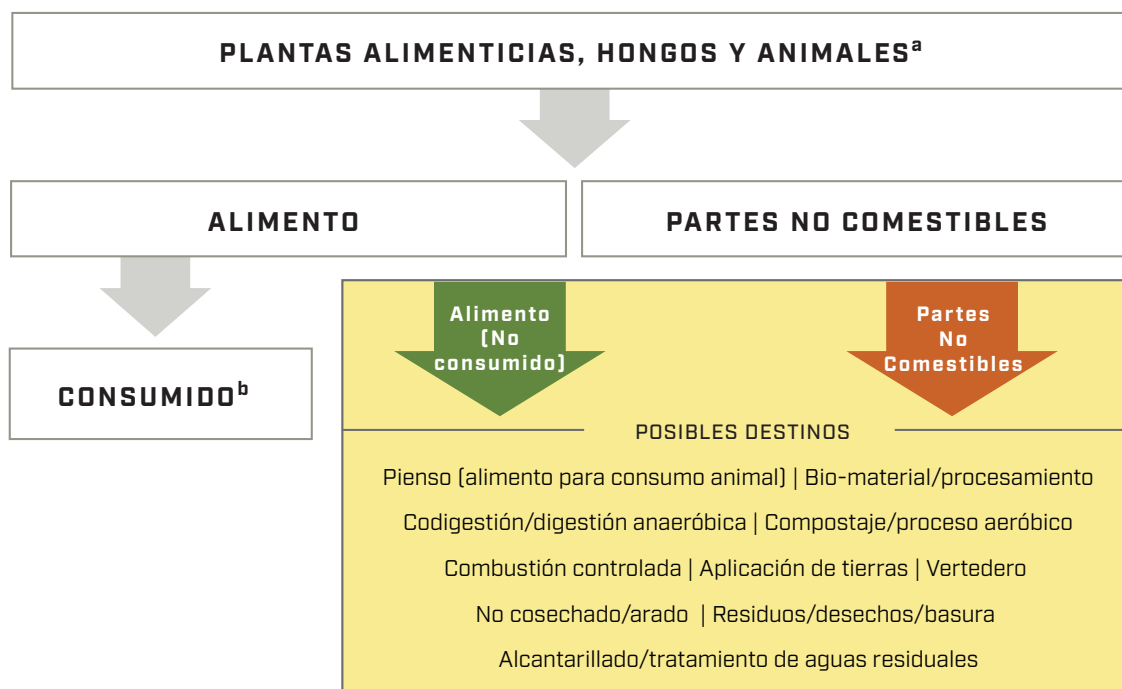 PLANTAS ALIMENTICIAS, HONGOS Y ANIMALESᵃ
ALIMENTO
PARTES NO COMESTIBLES
CONSUMIDOᵇ
Alimento
(No
consumido)
Partes
No
Comestibles
POSIBLES DESTINOS
Pienso (alimento para consumo animal) | Bio-material/procesamiento
Codigestión/digestión anaeróbica | Compostaje/proceso aeróbico
Combustión controlada | Aplicación de tierras | Vertedero
No cosechado/arado | Residuos/desechos/basura
Alcantarillado/tratamiento de aguas residuales